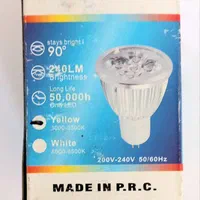 stays bright !
90°
240LM
Brightness
Long Life
50,000h
Yellow
White
200V-240V 50/60Hz
MADE IN P.R.C.